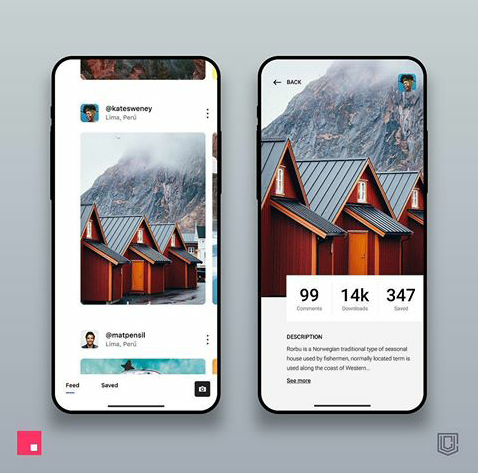 @katesweney
Lima, Perú
@matpensil
Lima, Perú
Feed Saved
BACK
99 14k 347
Comments Downloads Saved
DESCRIPTION
Rorbu is a Norwegian traditional type of seasonal
house used by fishermen, normally located term is
used along the coast of Western...
See more